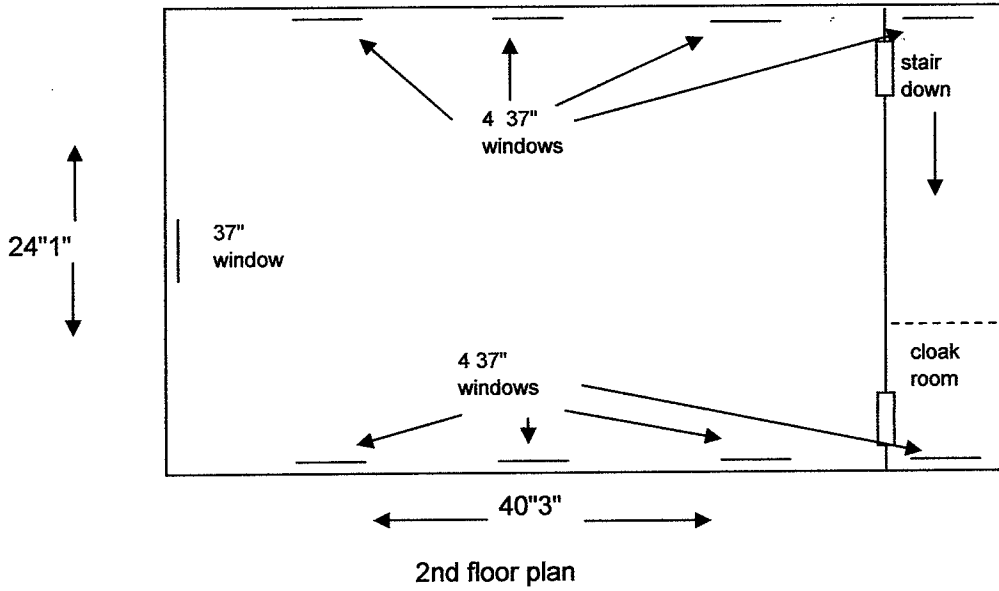 stair
down
4 37"
windows
24"1"
37"
window
cloak
room
4 37"
windows
40"3"
2nd floor plan